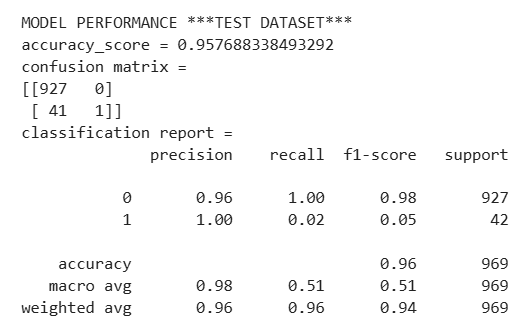 MODEL PERFORMANCE ***TEST DATASET***
accuracy_score = 0.957688338493292
confusion matrix =
[[927 0]
[ 41 1]]
classification report =
precision recall f1-score support
0 0.96 1.00 0.98 927
1 1.00 0.02 0.05 42
accuracy 0.96 969
macro avg 0.98 0.51 0.51 969
weighted avg 0.96 0.96 0.94 969